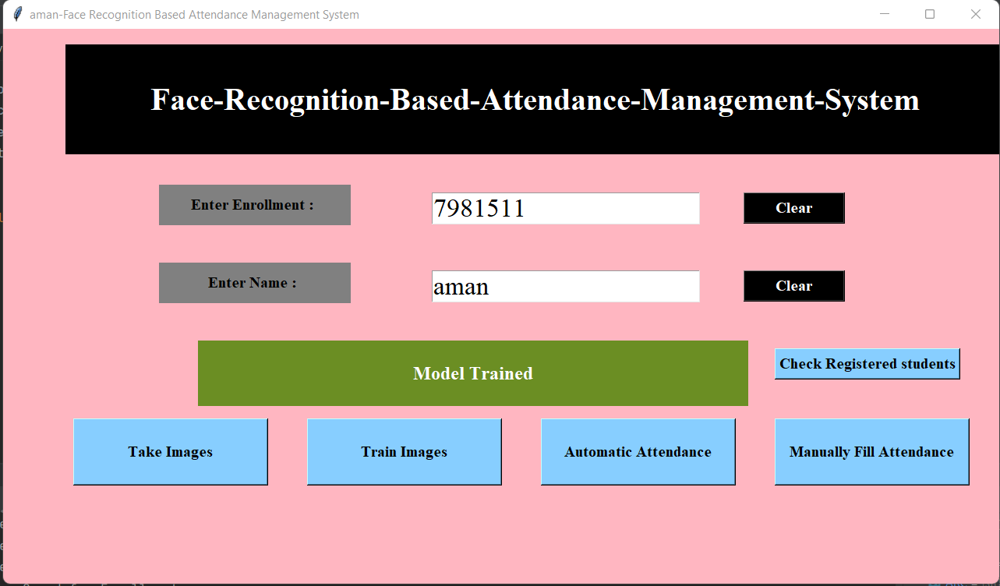 aman-Face Recognition Based Attendance Management System
Face-Recognition-Based-Attendance-Management-System
Enter Enrollment :
7981511
Clear
Enter Name :
aman
Clear
Model Trained
Check Registered students
Take Images
Train Images
Automatic Attendance
Manually Fill Attendance